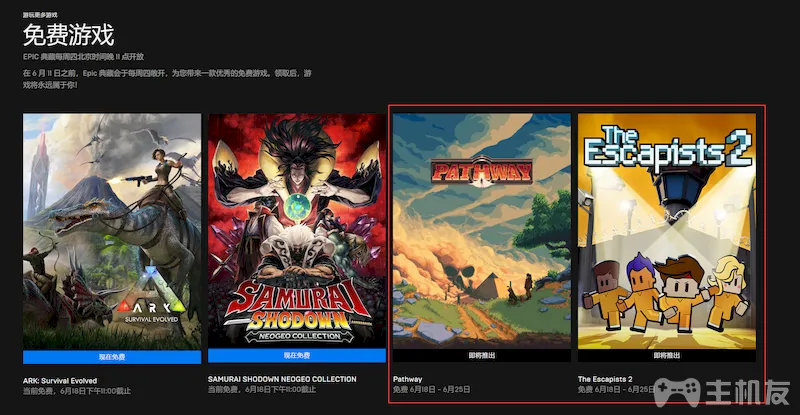 游玩更多游戏
免费游戏
EPIC 典藏每周四北京时间晚 11 点开放
在 6 月 11 日之前，Epic 典藏会于每周四敞开，为您带来一款优秀的免费游戏。领取后，游
戏将永远属于你！
ARK
SURVIVAL EVOLVED
SAMURAI
SHODOWN
NEOGEO COLLECTION
PATHWAY
The
Escapists 2
现在免费
现在免费
即将推出
即将推出
ARK: Survival Evolved
当前免费，6月18日下午11:00截止
SAMURAI SHODOWN NEOGEO COLLECTION
当前免费，6月18日下午11:00截止
Pathway
免费 6月18日 - 6月25日
The Escapists 2
免费 6月18日 - 6月25日
主机友